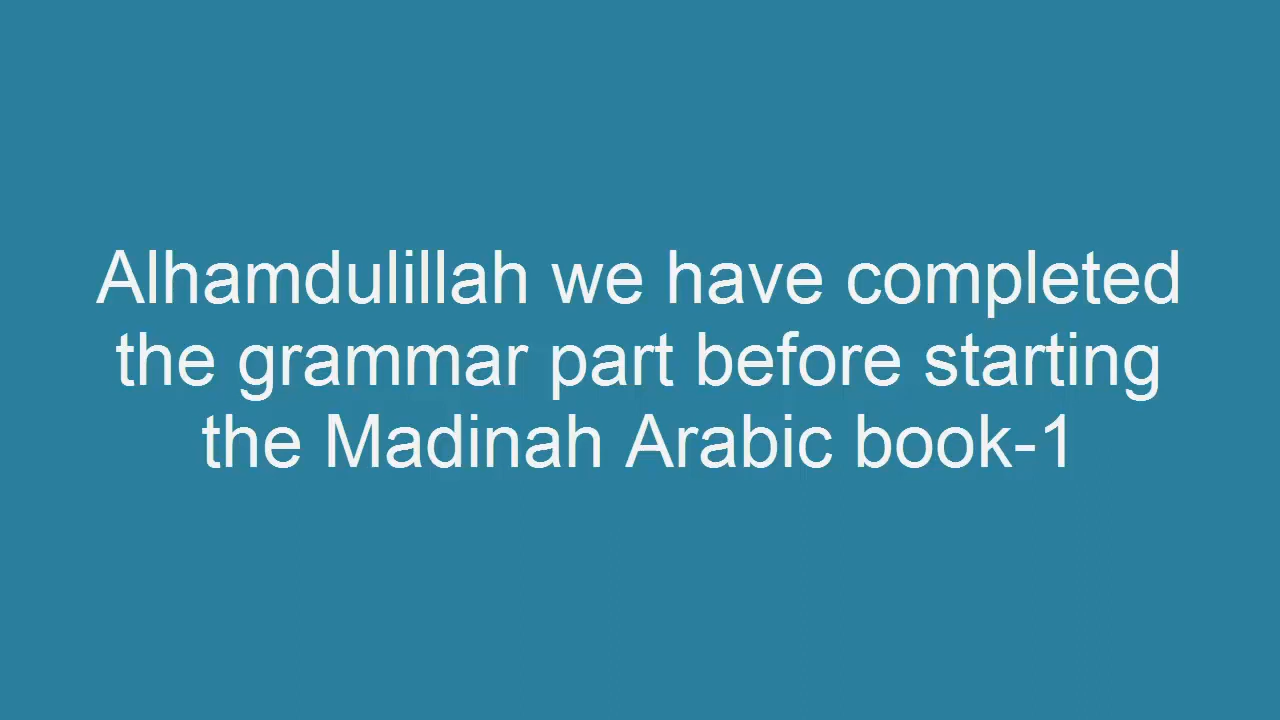 Alhamdulillah we have completed
the grammar part before starting
the Madinah Arabic book-1